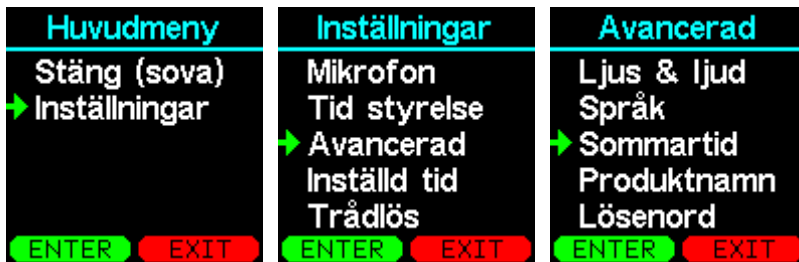 Huvudmeny
Stäng (sova)
Inställningar
ENTER EXIT
Inställningar
Mikrofon
Tid styrelse
Avancerad
Inställd tid
Trådlös
ENTER EXIT
Avancerad
Ljus & ljud
Språk
Sommartid
Produktnamn
Lösenord
ENTER EXIT